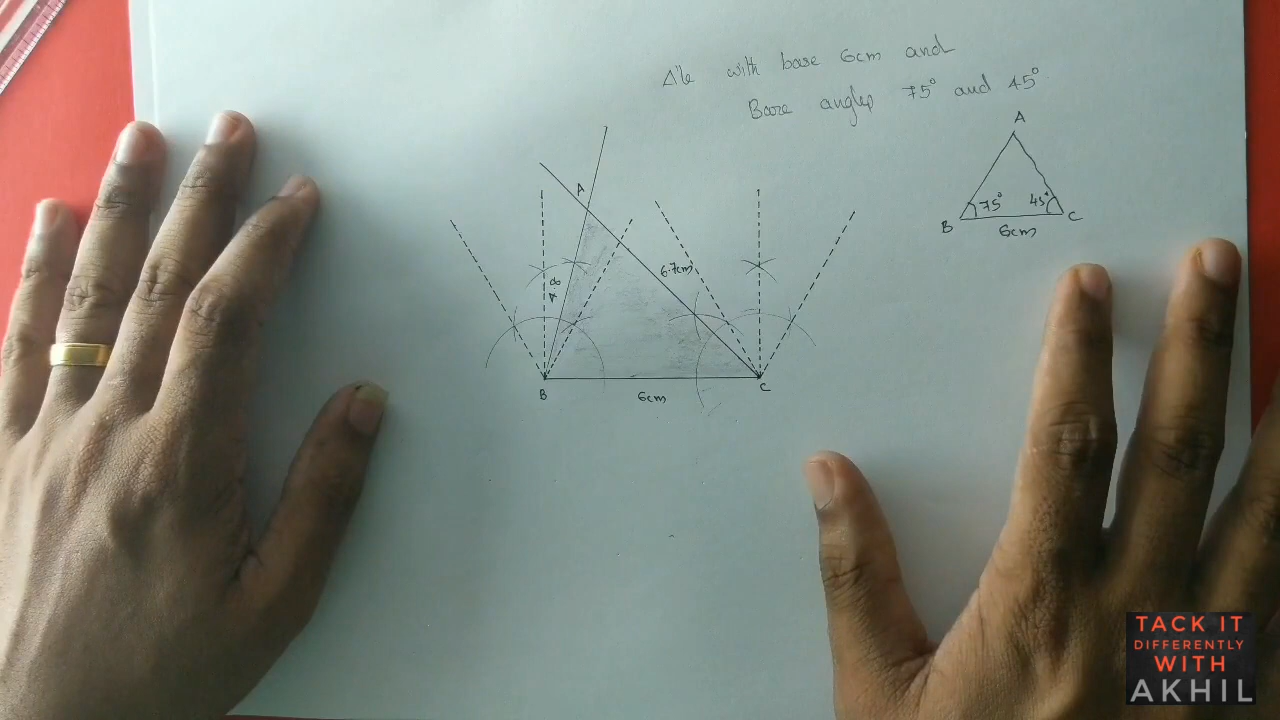 Δle with base 6cm and
Base angles 75° and 45°
A
75°
45°
B
C
6cm
A
6.7cm
B
C
6cm
TACK IT
DIFFERENTLY
WITH
AKHIL